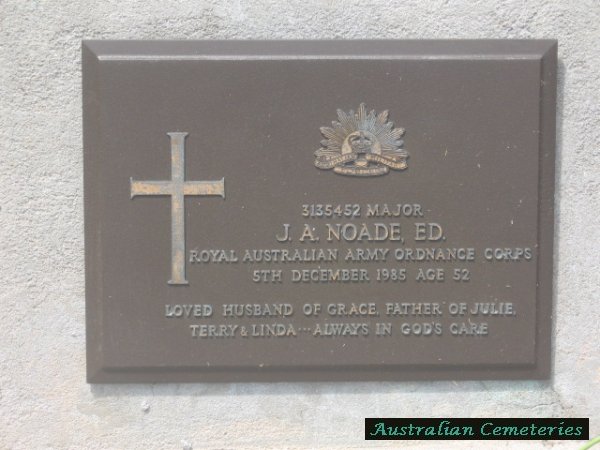 3135452 MAJOR
J. A. NOADE, ED.
ROYAL AUSTRALIAN ARMY ORDNANCE CORPS
5TH DECEMBER 1985 AGE 52
LOVED HUSBAND OF GRACE, FATHER OF JULIE,
TERRY & LINDA --- ALWAYS IN GOD'S CARE
Australian Cemeteries